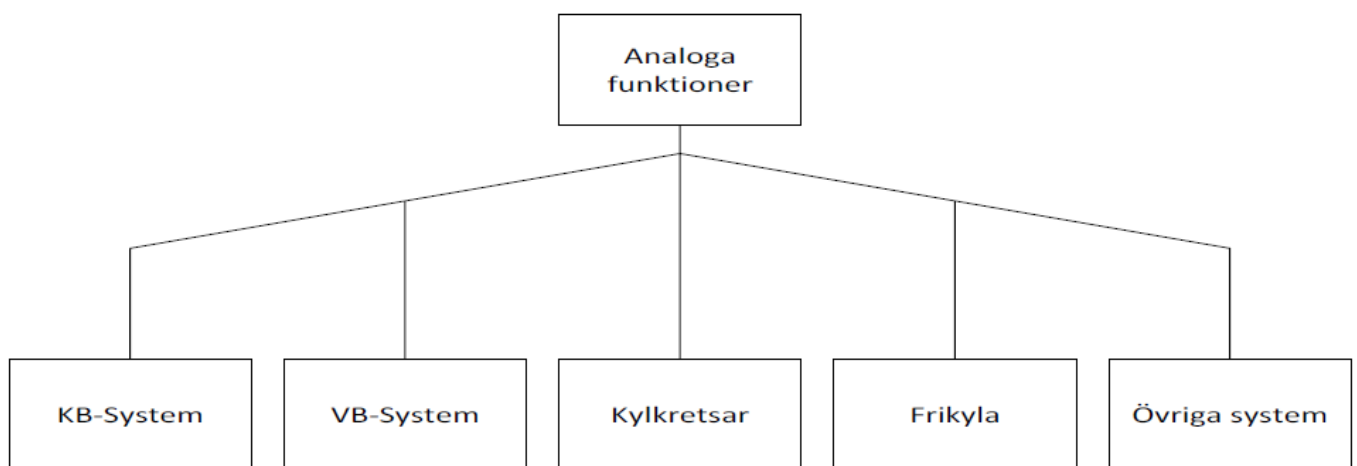 Analoga
funktioner
KB-System
VB-System
Kylkretsar
Frikyla
Övriga system